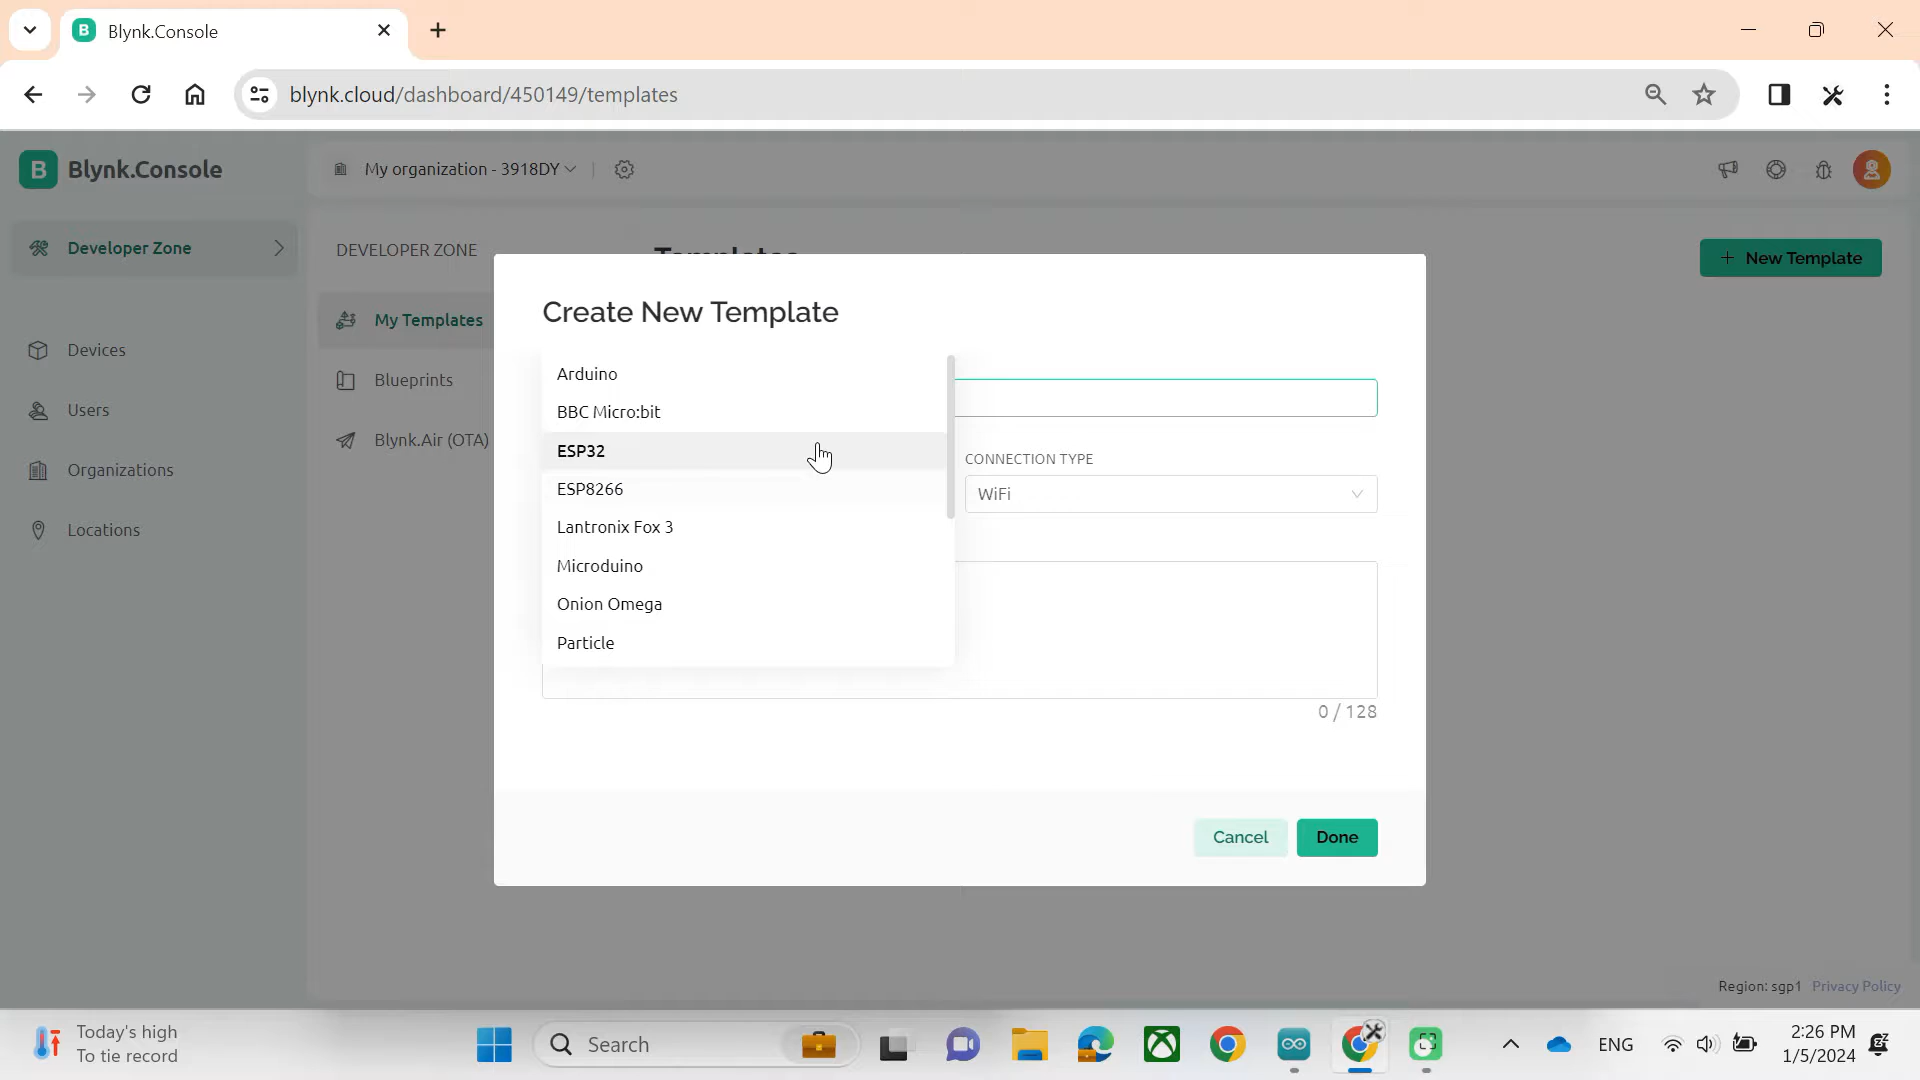 Blynk.Console
blynk.cloud/dashboard/450149/templates
B Blynk.Console
My organization - 3918DY
Developer Zone
DEVELOPER ZONE
Templates
+ New Template
Create New Template
My Templates
Devices
Arduino
Blueprints
BBC Micro:bit
Users
Blynk.Air (OTA)
ESP32
CONNECTION TYPE
Organizations
ESP8266
WiFi
Locations
Lantronix Fox 3
Microduino
Onion Omega
Particle
0 / 128
Cancel
Done
Region: sgp1 Privacy Policy
Today's high
To tie record
Search
ENG
2:26 PM
1/5/2024